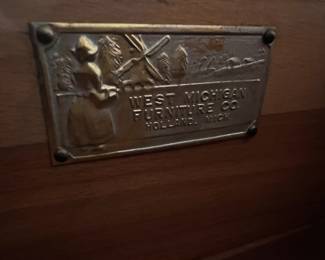 WEST MICHIGAN
FURNITURE CO
HOLLAND, MICH